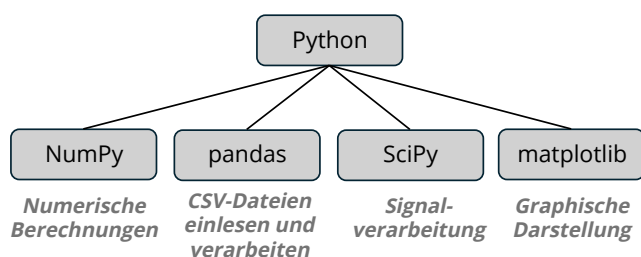 Python
NumPy
pandas
SciPy
matplotlib
Numerische
Berechnungen
CSV-Dateien
einlesen und
verarbeiten
Signal-
verarbeitung
Graphische
Darstellung